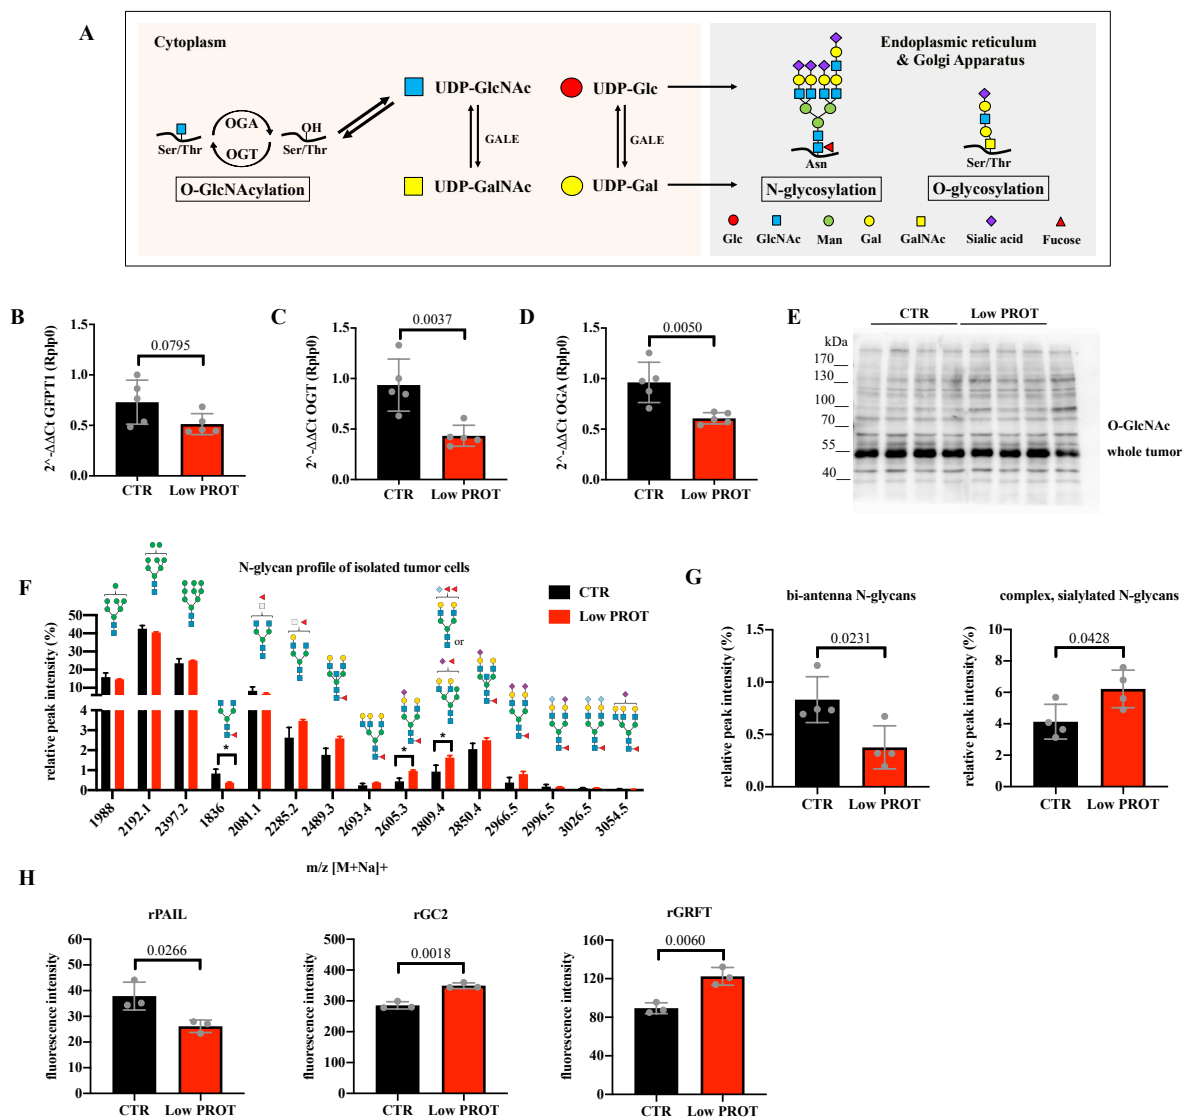 A
Cytoplasm
Endoplasmic reticulum
& Golgi Apparatus
UDP-GlcNAc
UDP-Glc
OGA
OH
Ser/Thr
OGT
Ser/Thr
GALE
GALE
O-GlcNAcylation
UDP-GalNAc
UDP-Gal
Asn
Ser/Thr
N-glycosylation
O-glycosylation
Glc
GlcNAc
Man
Gal
GalNAc
Sialic acid
Fucose
B
2^-ΔΔCt GFPT1 (Rplp0)
1.5
1.0
0.5
0.0
0.0795
CTR
Low PROT
C
2^-ΔΔCt OGT (Rplp0)
1.5
1.0
0.5
0.0
0.0037
CTR
Low PROT
D
2^-ΔΔCt OGA (Rplp0)
1.5
1.0
0.5
0.0
0.0050
CTR
Low PROT
E
CTR
Low PROT
kDa
170
130
100
70
55
40
O-GlcNAc
whole tumor
F
N-glycan profile of isolated tumor cells
CTR
Low PROT
relative peak intensity (%)
50
40
30
20
10
4
3
2
1
0
or
*
*
*
1988
2192.1
2397.2
1836
2081.1
2285.2
2489.3
2693.4
2605.3
2809.4
2850.4
2966.5
2996.5
3026.5
3054.5
m/z [M+Na]+
G
bi-antenna N-glycans
relative peak intensity (%)
1.5
1.0
0.5
0.0
0.0231
CTR
Low PROT
complex, sialylated N-glycans
relative peak intensity (%)
10
8
6
4
2
0
0.0428
CTR
Low PROT
H
rPAIL
fluorescence intensity
60
50
40
30
20
10
0
0.0266
CTR
Low PROT
rGC2
fluorescence intensity
500
400
300
200
100
0
0.0018
CTR
Low PROT
rGRFT
fluorescence intensity
160
120
80
40
0
0.0060
CTR
Low PROT